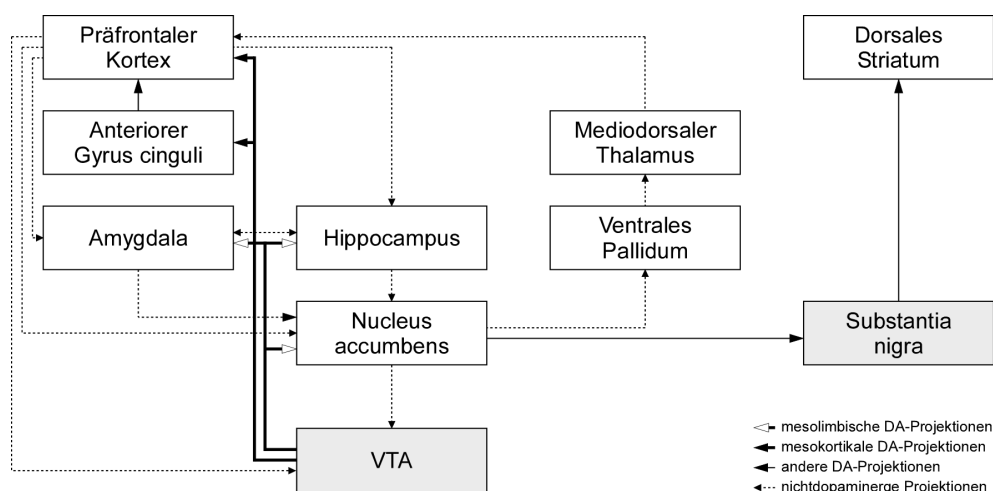 Präfrontaler
Kortex
Dorsales
Striatum
Anteriorer
Gyrus cinguli
Mediodorsaler
Thalamus
Amygdala
Hippocampus
Ventrales
Pallidum
Nucleus
accumbens
Substantia
nigra
VTA
mesolimbische DA-Projektionen
mesokortikale DA-Projektionen
andere DA-Projektionen
nichtdopaminerge Projektionen